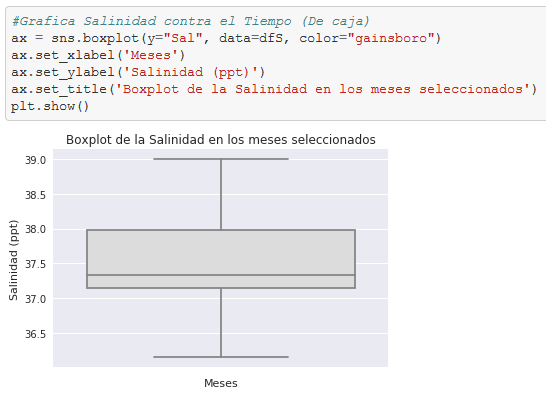 #Grafica Salinidad contra el Tiempo (De caja)
ax = sns.boxplot(y="Sal", data=dfS, color="gainsboro")
ax.set_xlabel('Meses')
ax.set_ylabel('Salinidad (ppt)')
ax.set_title('Boxplot de la Salinidad en los meses seleccionados')
plt.show()
Boxplot de la Salinidad en los meses seleccionados
39.0
38.5
38.0
37.5
37.0
36.5
Salinidad (ppt)
Meses